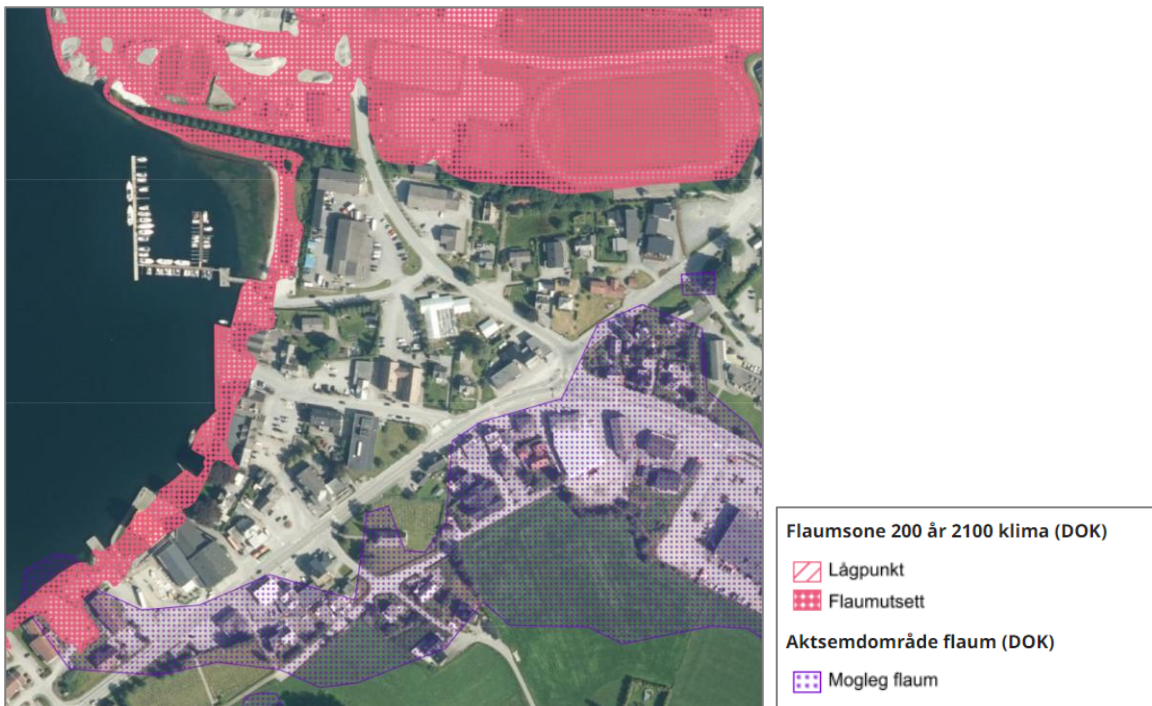 Flaumsone 200 år 2100 klima (DOK)
Lågpunkt
Flaumutsett
Aktsemdområde flaum (DOK)
Mogleg flaum